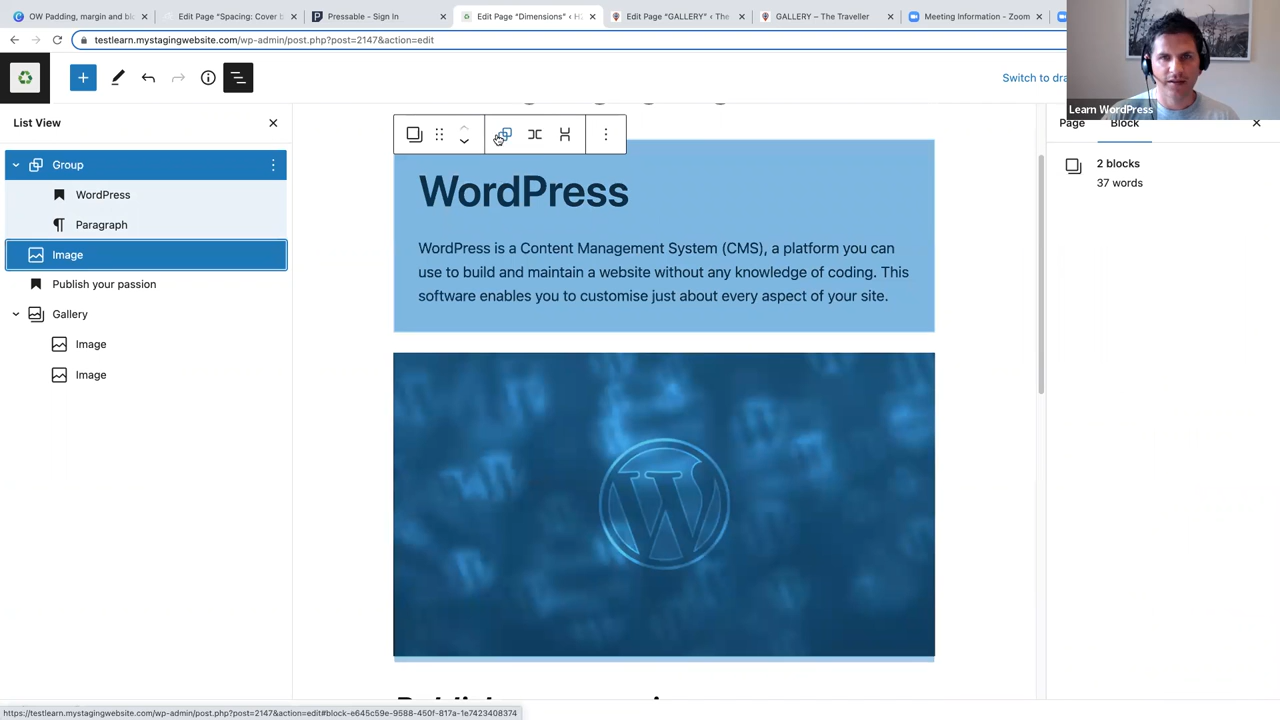 OW Padding, margin and blo
Edit Page “Spacing: Cover b
Pressable - Sign In
Edit Page “Dimensions” ‹ H
Edit Page “GALLERY” ‹ The
GALLERY – The Traveller
Meeting Information - Zoom
testlearn.mystagingwebsite.com/wp-admin/post.php?post=2147&action=edit
Switch to dra
Learn WordPress
List View
Page
Block
Group
WordPress
Paragraph
Image
Publish your passion
Gallery
Image
Image
2 blocks
37 words
WordPress
WordPress is a Content Management System (CMS), a platform you can
use to build and maintain a website without any knowledge of coding. This
software enables you to customise just about every aspect of your site.
https://testlearn.mystagingwebsite.com/wp-admin/post.php?post=2147&action=edit#block-e645c59e-9588-450f-817a-1e7423408374